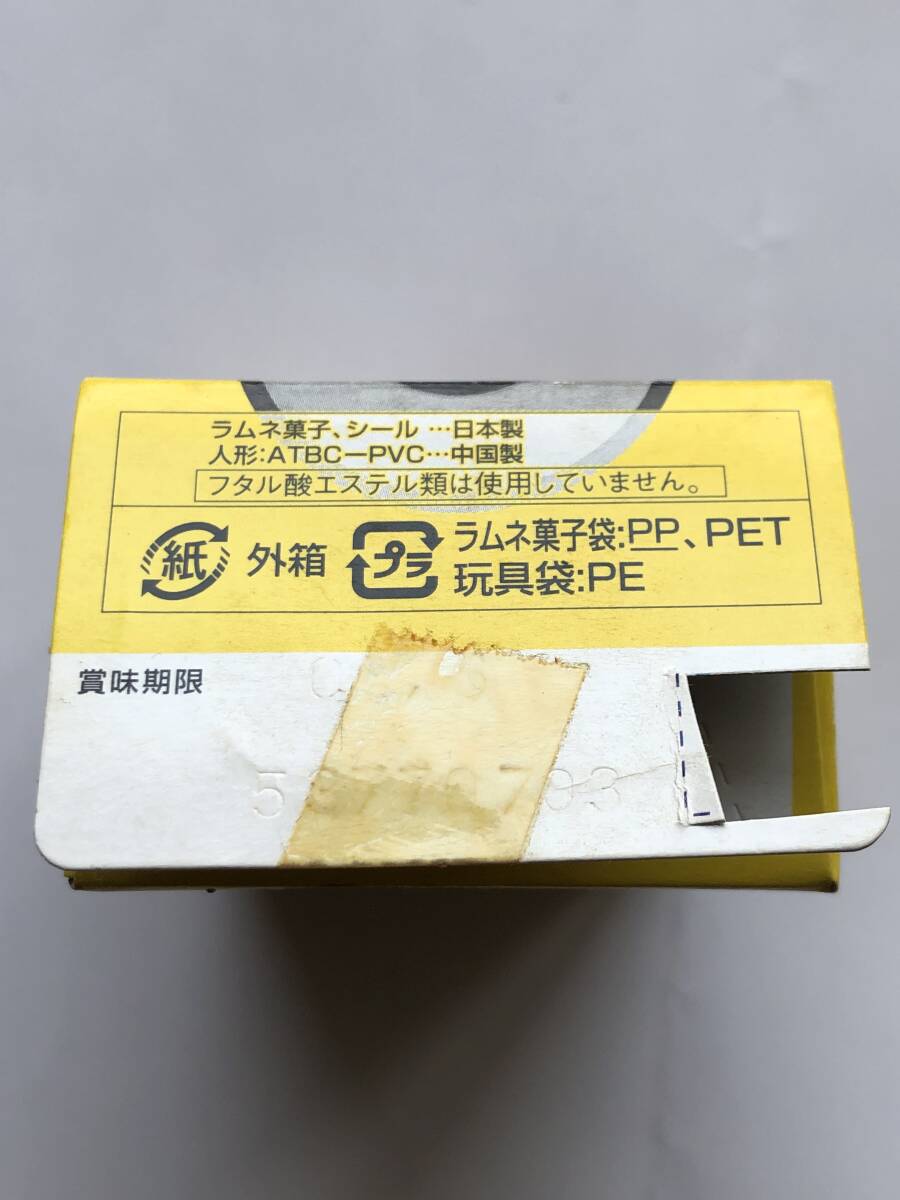 ラムネ菓子、シール …日本製
人形:ATBC—PVC…中国製
フタル酸エステル類は使用していません。
紙 外箱 プラ ラムネ菓子袋:PP、PET
玩具袋:PE
賞味期限